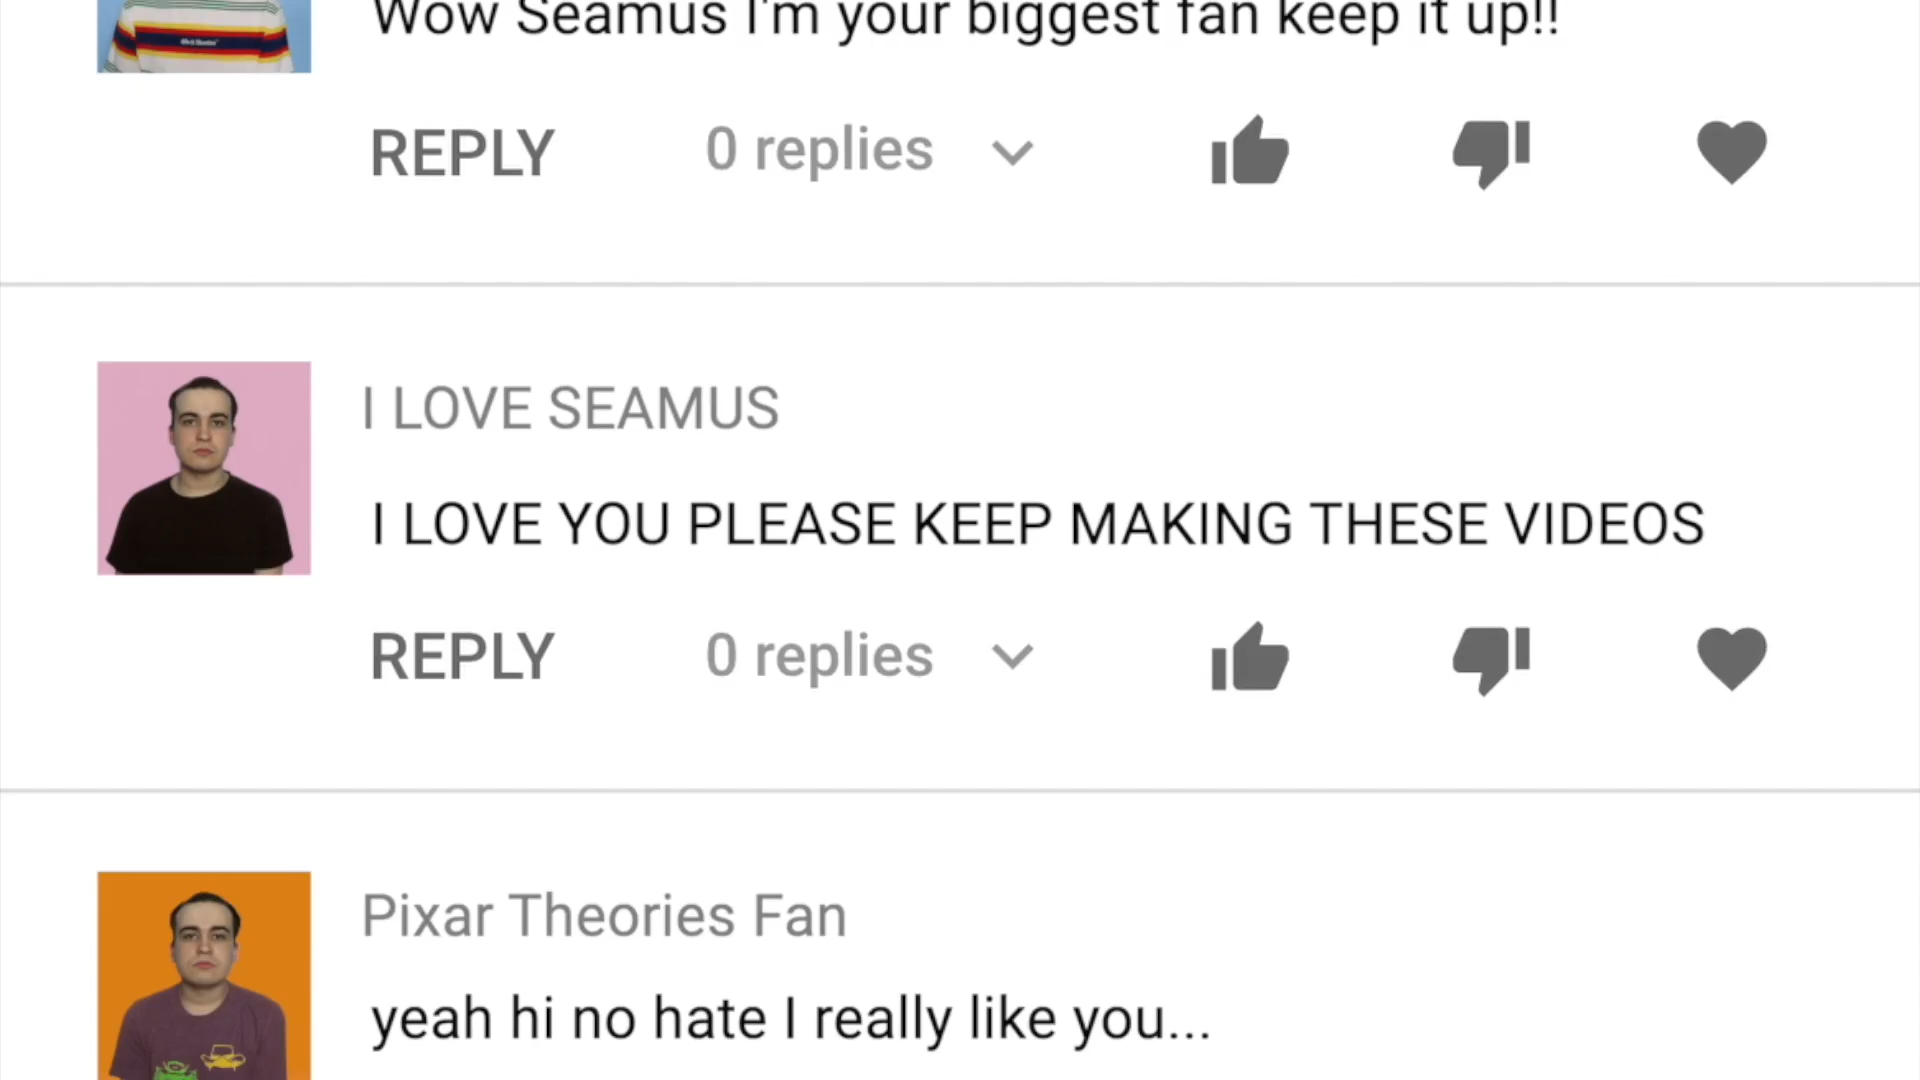 Wow Seamus I'm your biggest fan keep it up!!
REPLY 0 replies
I LOVE SEAMUS
I LOVE YOU PLEASE KEEP MAKING THESE VIDEOS
REPLY 0 replies
Pixar Theories Fan
yeah hi no hate I really like you...